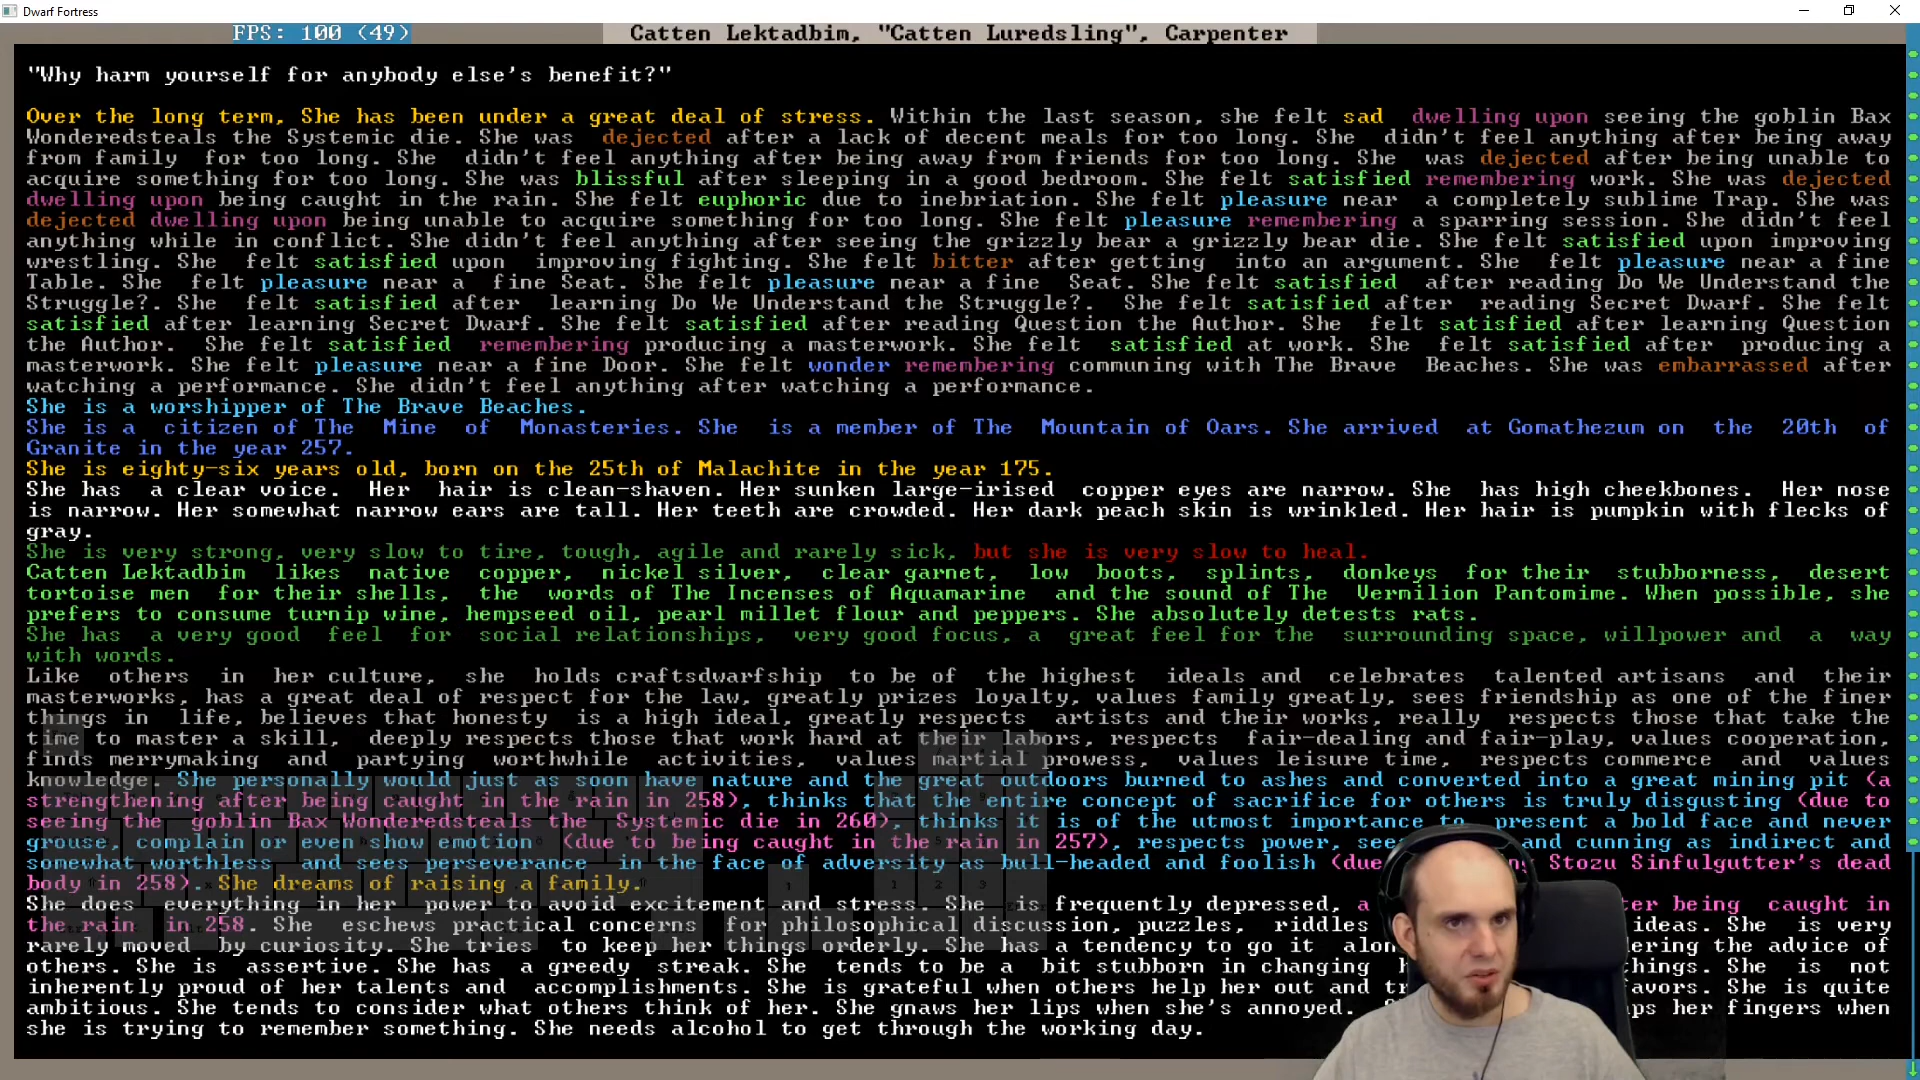 Dwarf Fortress
FPS: 100 (49)
Catten Lektadbim, "Catten Luredsling", Carpenter
"Why harm yourself for anybody else's benefit?"
Over the long term, She has been under a great deal of stress. Within the last season, she felt sad dwelling upon seeing the goblin Bax
Wonderedsteals the Systemic die. She was dejected after a lack of decent meals for too long. She didn't feel anything after being away
from family for too long. She didn't feel anything after being away from friends for too long. She was dejected after being unable to
acquire something for too long. She was blissful after sleeping in a good bedroom. She felt satisfied remembering work. She was dejected
dwelling upon being caught in the rain. She felt euphoric due to inebriation. She felt pleasure near a completely sublime Trap. She was
dejected dwelling upon being unable to acquire something for too long. She felt pleasure remembering a sparring session. She didn't feel
anything while in conflict. She didn't feel anything after seeing the grizzly bear a grizzly bear die. She felt satisfied upon improving
wrestling. She felt satisfied upon improving fighting. She felt bitter after getting into an argument. She felt pleasure near a fine
Table. She felt pleasure near a fine Seat. She felt pleasure near a fine Seat. She felt satisfied after reading Do We Understand the
Struggle?. She felt satisfied after learning Do We Understand the Struggle?. She felt satisfied after reading Secret Dwarf. She felt
satisfied after learning Secret Dwarf. She felt satisfied after reading Question the Author. She felt satisfied after learning Question
the Author. She felt satisfied remembering producing a masterwork. She felt satisfied at work. She felt satisfied after producing a
masterwork. She felt pleasure near a fine Door. She felt wonder remembering communing with The Brave Beaches. She was embarrassed after
watching a performance. She didn't feel anything after watching a performance.
She is a worshipper of The Brave Beaches.
She is a citizen of The Mine of Monasteries. She is a member of The Mountain of Oars. She arrived at Gomathezum on the 20th of
Granite in the year 257.
She is eighty-six years old, born on the 25th of Malachite in the year 175.
She has a clear voice. Her hair is clean-shaven. Her sunken large-irised copper eyes are narrow. She has high cheekbones. Her nose
is narrow. Her somewhat narrow ears are tall. Her teeth are crowded. Her dark peach skin is wrinkled. Her hair is pumpkin with flecks of
gray.
She is very strong, very slow to tire, tough, agile and rarely sick, but she is very slow to heal.
Catten Lektadbim likes native copper, nickel silver, clear garnet, low boots, splints, donkeys for their stubborness, desert
tortoise men for their shells, the words of The Incenses of Aquamarine and the sound of The Vermilion Pantomime. When possible, she
prefers to consume turnip wine, hempseed oil, pearl millet flour and peppers. She absolutely detests rats.
She has a very good feel for social relationships, very good focus, a great feel for the surrounding space, willpower and a way
with words.
Like others in her culture, she holds craftsdwarfship to be of the highest ideals and celebrates talented artisans and their
masterworks, has a great deal of respect for the law, greatly prizes loyalty, values family greatly, sees friendship as one of the finer
things in life, believes that honesty is a high ideal, greatly respects artists and their works, really respects those that take the
time to master a skill, deeply respects those that work hard at their labors, respects fair-dealing and fair-play, values cooperation,
finds merrymaking and partying worthwhile activities, values martial prowess, values leisure time, respects commerce and values
knowledge. She personally would just as soon have nature and the great outdoors burned to ashes and converted into a great mining pit (a
strengthening after being caught in the rain in 258), thinks that the entire concept of sacrifice for others is truly disgusting (due to
seeing the goblin Bax Wonderedsteals the Systemic die in 260), thinks it is of the utmost importance to present a bold face and never
grouse, complain or even show emotion (due to being caught in the rain in 257), respects power, and cunning as indirect and
somewhat worthless and sees perseverance in the face of adversity as bull-headed and foolish (due Stozu Sinfulgutter's dead
body in 258). She dreams of raising a family.
She does everything in her power to avoid excitement and stress. She is frequently depressed, a being caught in
the rain in 258. She eschews practical concerns for philosophical discussion, puzzles, riddles ideas. She is very
rarely moved by curiosity. She tries to keep her things orderly. She has a tendency to go it the advice of
others. She is assertive. She has a greedy streak. She tends to be a bit stubborn in changing She is not
inherently proud of her talents and accomplishments. She is grateful when others help her out and She is quite
ambitious. She tends to consider what others think of her. She gnaws her lips when she's annoyed. her fingers when
she is trying to remember something. She needs alcohol to get through the working day.